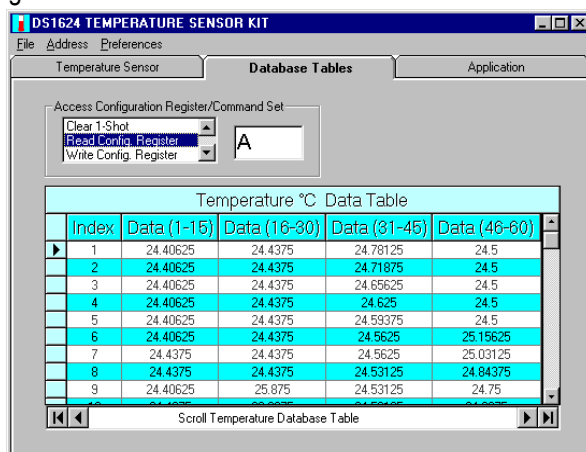 DS1624 TEMPERATURE SENSOR KIT
File Address Preferences
Temperature Sensor Database Tables Application
Access Configuration Register/Command Set
Clear 1-Shot
Read Config. Register
Write Config. Register
A
Temperature °C Data Table
Index Data (1-15) Data (16-30) Data (31-45) Data (46-60)
1 24.40625 24.4375 24.78125 24.5
2 24.40625 24.4375 24.71875 24.5
3 24.40625 24.4375 24.65625 24.5
4 24.40625 24.4375 24.625 24.5
5 24.40625 24.4375 24.59375 24.5
6 24.40625 24.4375 24.5625 25.15625
7 24.4375 24.4375 24.5625 25.03125
8 24.4375 24.4375 24.53125 24.84375
9 24.40625 25.875 24.53125 24.75
Scroll Temperature Database Table